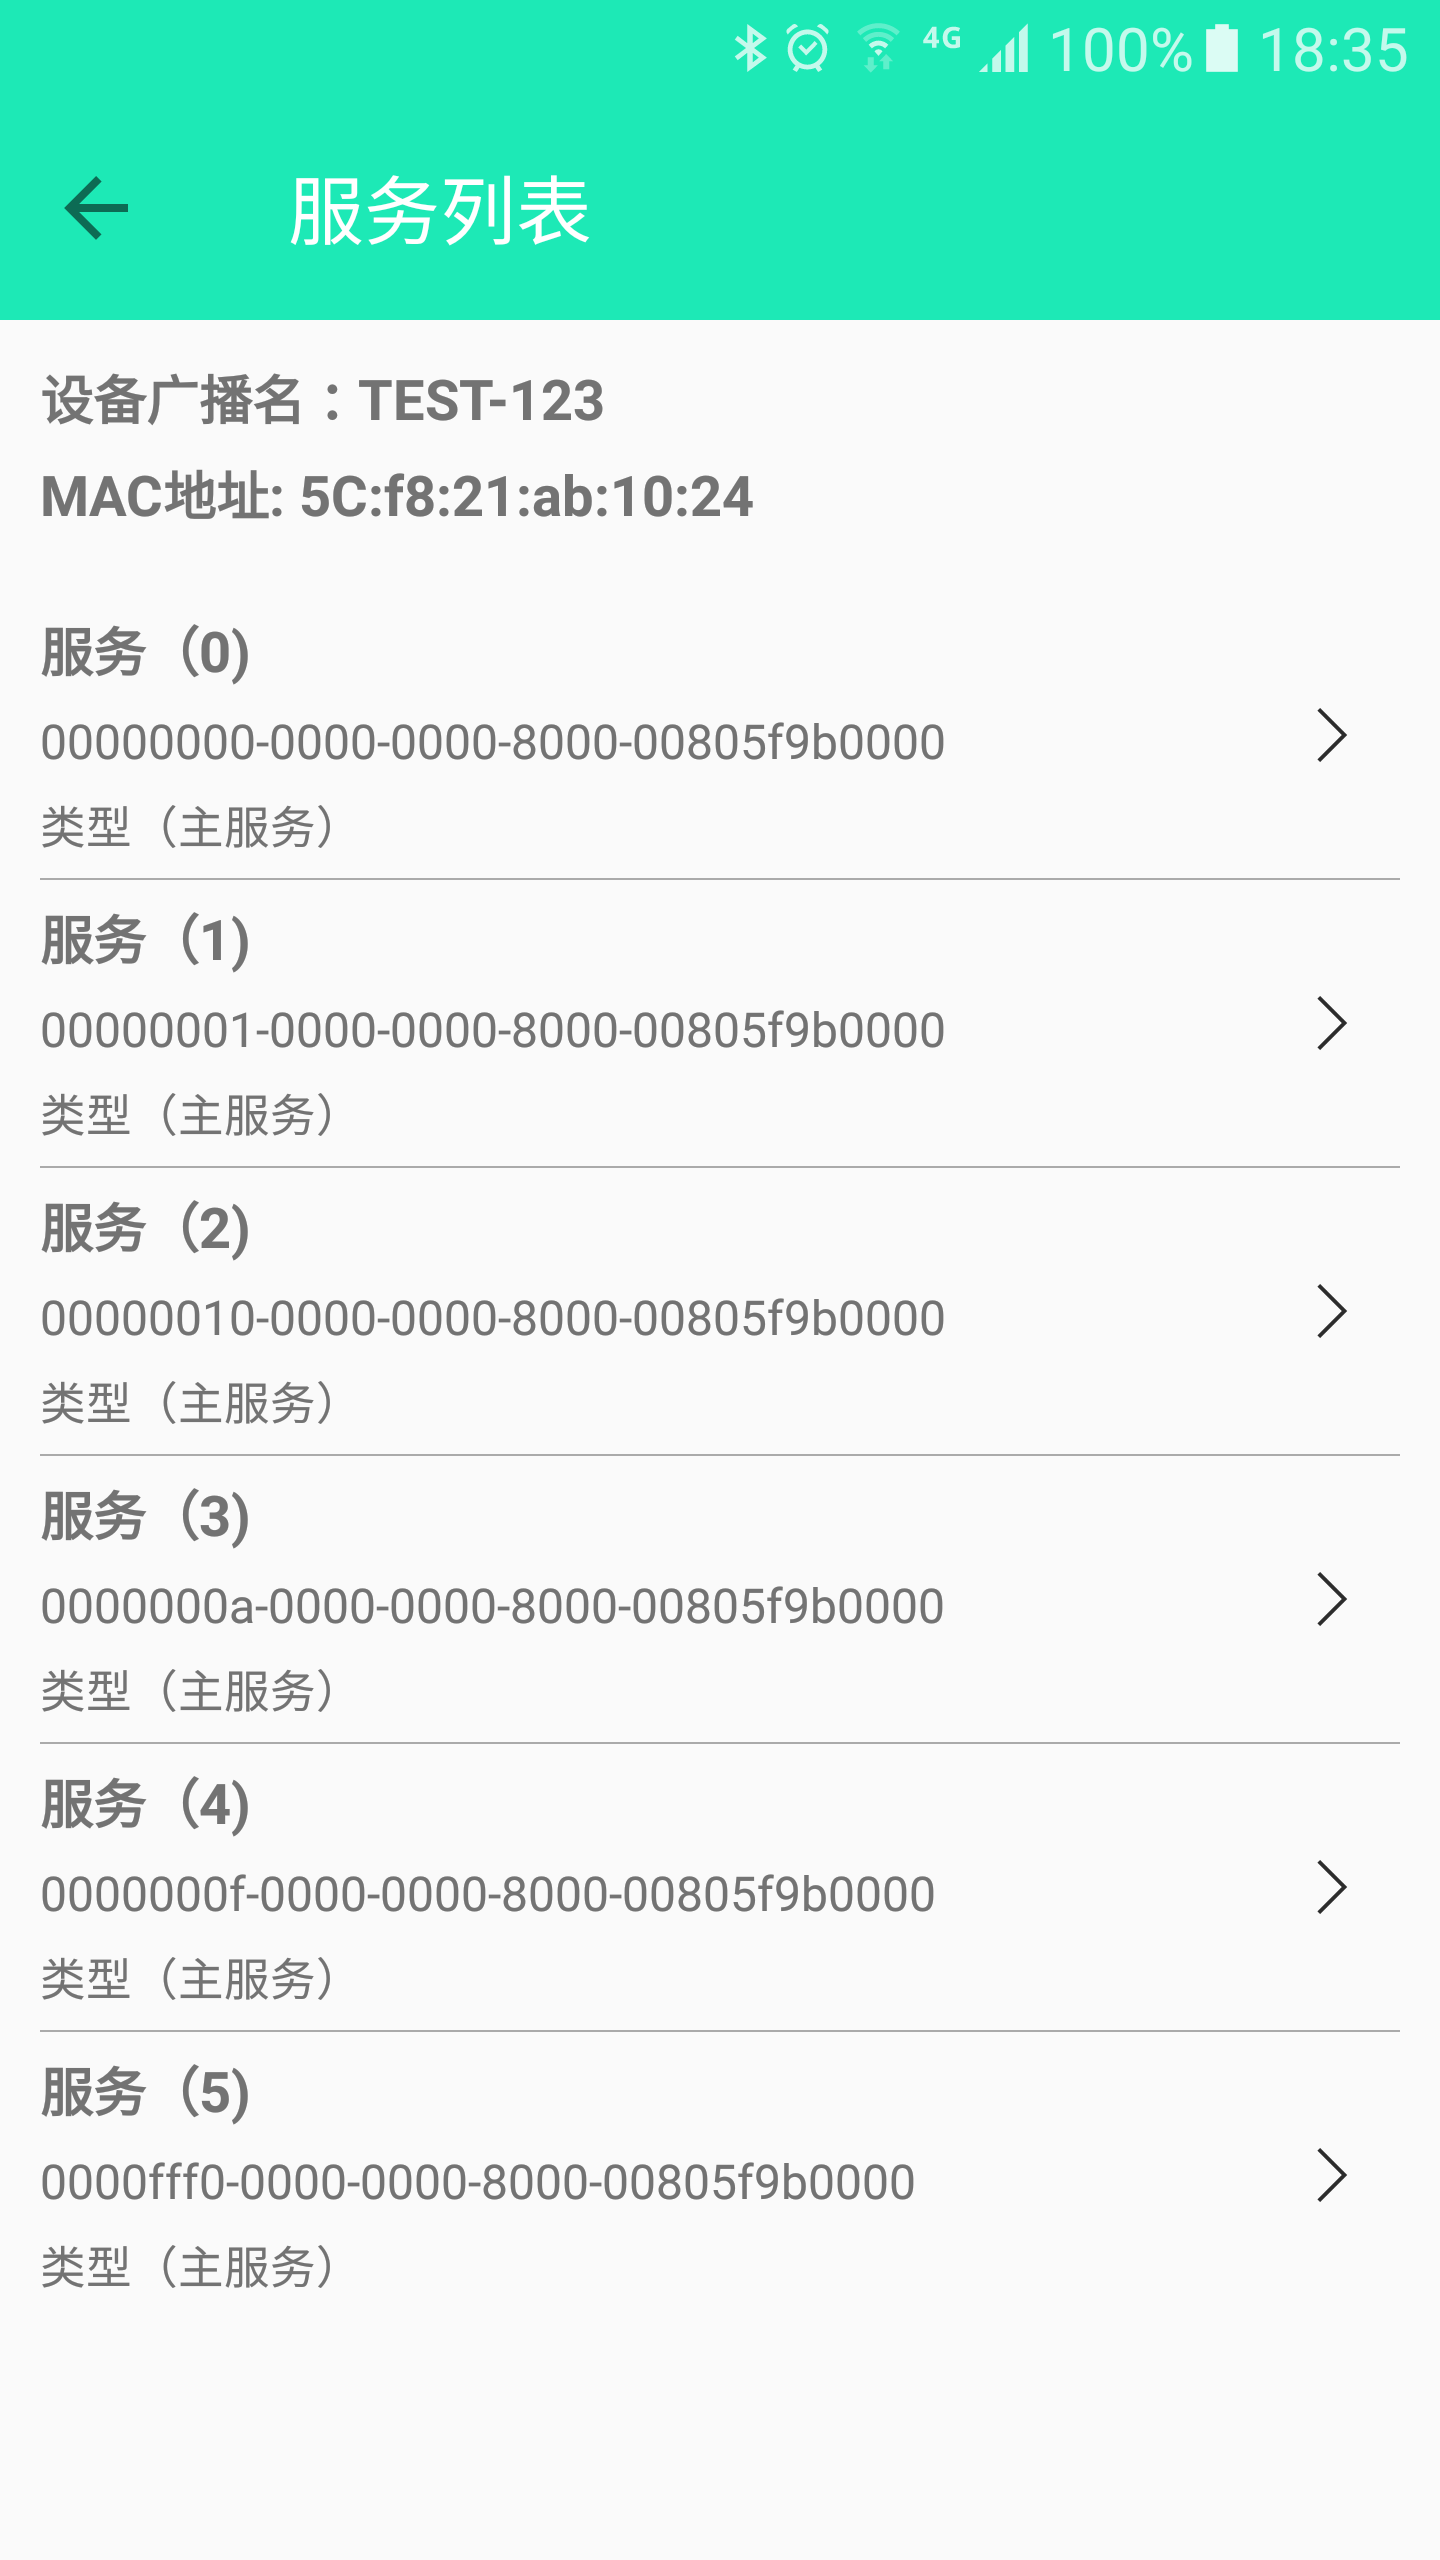 4G 100% 18:35
服务列表
设备广播名：TEST-123
MAC地址: 5C:f8:21:ab:10:24
服务（0)
00000000-0000-0000-8000-00805f9b0000
类型（主服务）
服务（1)
00000001-0000-0000-8000-00805f9b0000
类型（主服务）
服务（2)
00000010-0000-0000-8000-00805f9b0000
类型（主服务）
服务（3)
0000000a-0000-0000-8000-00805f9b0000
类型（主服务）
服务（4)
0000000f-0000-0000-8000-00805f9b0000
类型（主服务）
服务（5)
0000fff0-0000-0000-8000-00805f9b0000
类型（主服务）